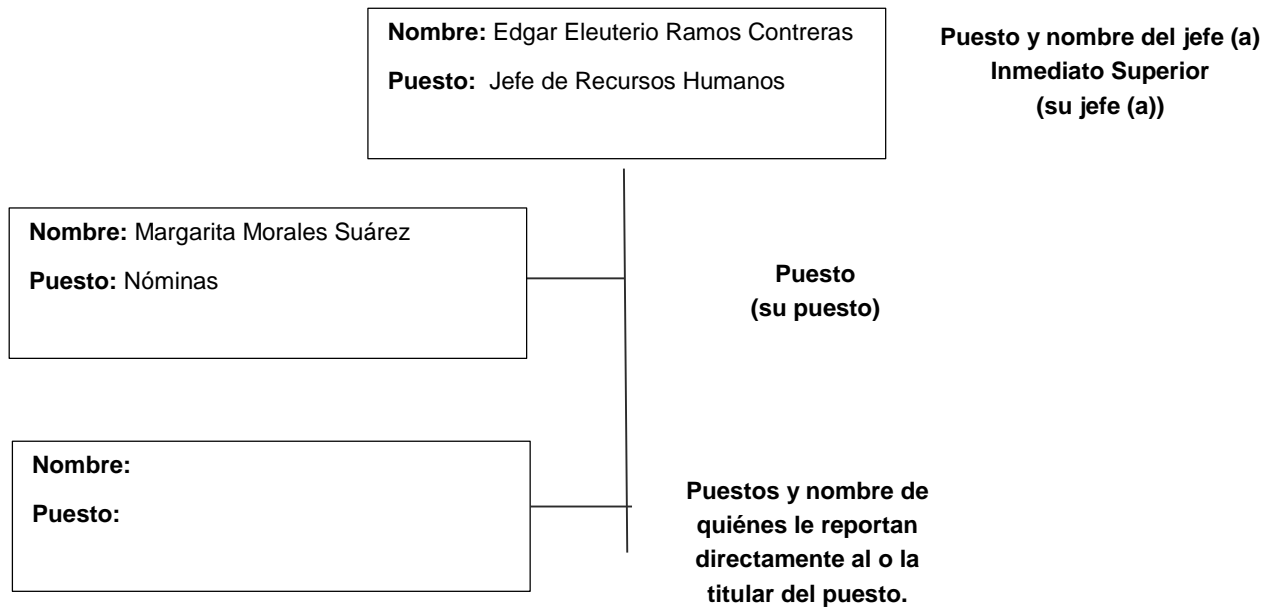 Nombre: Edgar Eleuterio Ramos Contreras
Puesto: Jefe de Recursos Humanos
Puesto y nombre del jefe (a)
Inmediato Superior
(su jefe (a))
Nombre: Margarita Morales Suárez
Puesto: Nóminas
Puesto
(su puesto)
Nombre:
Puesto:
Puestos y nombre de
quiénes le reportan
directamente al o la
titular del puesto.